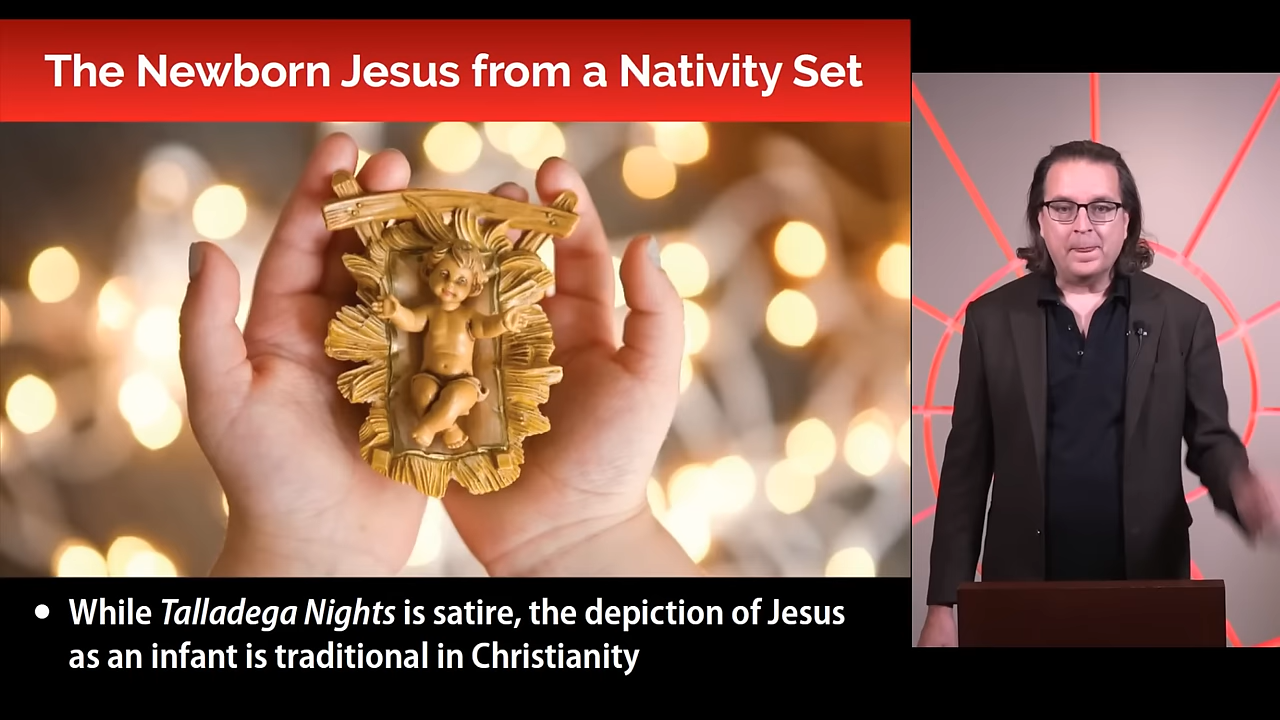 The Newborn Jesus from a Nativity Set
• While Talladega Nights is satire, the depiction of Jesus
as an infant is traditional in Christianity